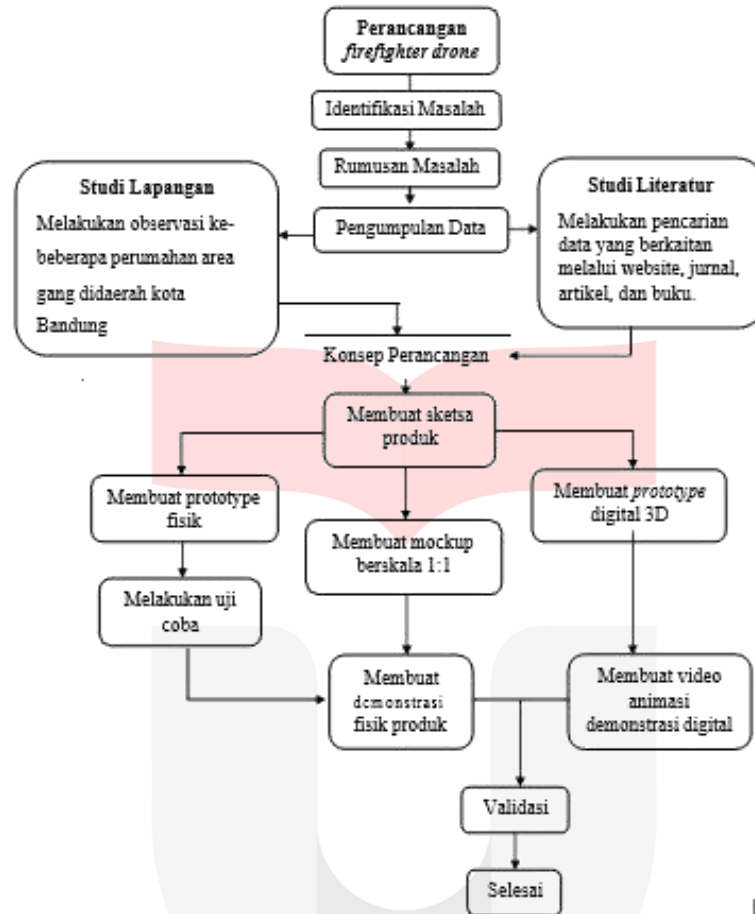 Perancangan
firefighter drone
Identifikasi Masalah
Rumusan Masalah
Studi Lapangan
Melakukan observasi ke-
beberapa perumahan area
gang didaerah kota
Bandung
Pengumpulan Data
Studi Literatur
Melakukan pencarian
data yang berkaitan
melalui website, jurnal,
artikel, dan buku.
Konsep Perancangan
Membuat sketsa
produk
Membuat prototype
fisik
Membuat mockup
berskala 1:1
Membuat prototype
digital 3D
Melakukan uji
coba
Membuat
demonstrasi
fisik produk
Membuat video
animasi
demonstrasi digital
Validasi
Selesai